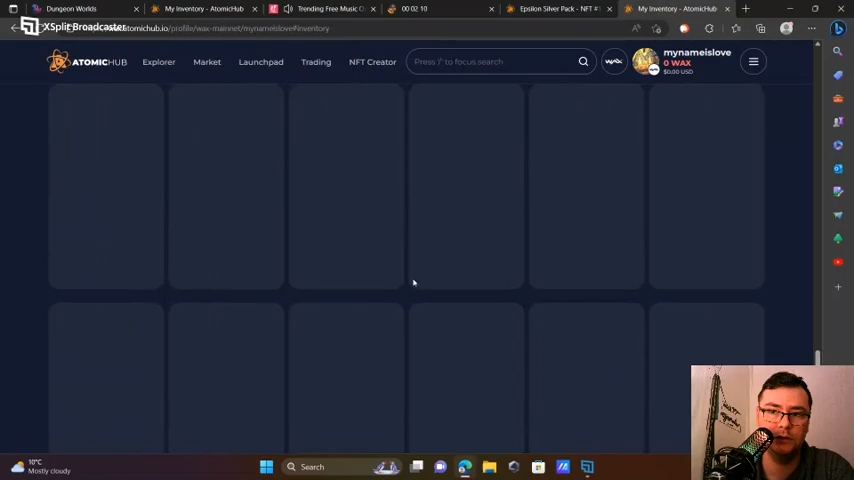 Dungeon Worlds
My Inventory - AtomicHub
Trending Free Music
00 02 10
Epsilon Silver Pack - NFT #1
My Inventory - AtomicHub
XSplit Broadcaster
atomichub.io/profile/wax-mainnet/mynameislove#inventory
ATOMICHUB
Explorer
Market
Launchpad
Trading
NFT Creator
Press '/' to focus search
WAX
mynameislove
0 WAX
$0.00 USD
10°C
Mostly cloudy
Search